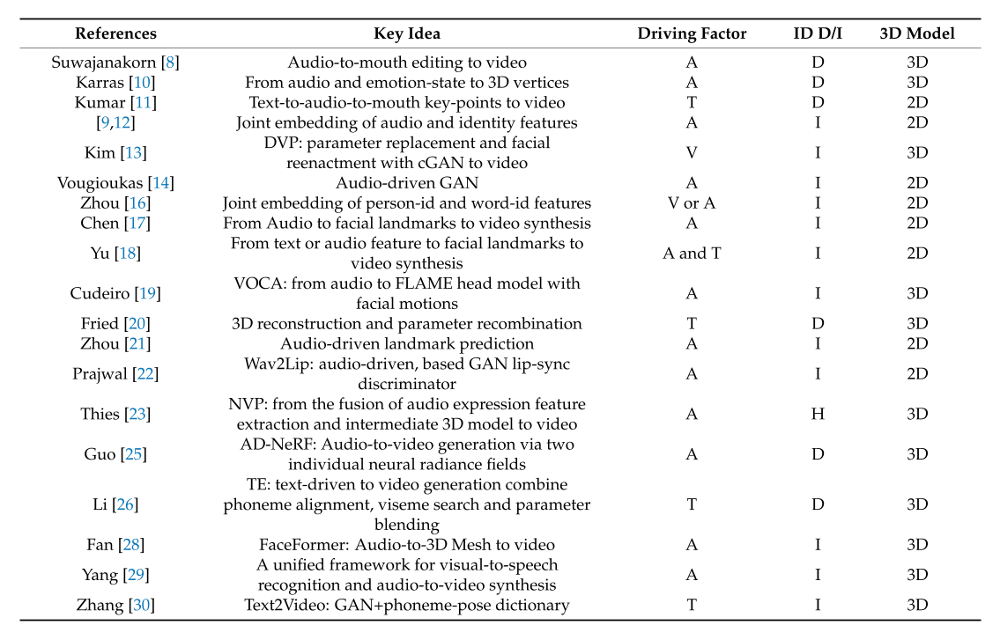 References Key Idea Driving Factor ID D/I 3D Model
Suwajanakorn [8] Audio-to-mouth editing to video A D 3D
Karras [10] From audio and emotion-state to 3D vertices A D 3D
Kumar [11] Text-to-audio-to-mouth key-points to video T D 2D
[9,12] Joint embedding of audio and identity features A I 2D
DVP: parameter replacement and facial
Kim [13] V I 3D
reenactment with cGAN to video
Vougioukas [14] Audio-driven GAN A I 2D
Zhou [16] Joint embedding of person-id and word-id features V or A I 2D
Chen [17] From Audio to facial landmarks to video synthesis A I 2D
From text or audio feature to facial landmarks to
Yu [18] A and T I 2D
video synthesis
VOCA: from audio to FLAME head model with
Cudeiro [19] A I 3D
facial motions
Fried [20] 3D reconstruction and parameter recombination T D 3D
Zhou [21] Audio-driven landmark prediction A I 2D
Wav2Lip: audio-driven, based GAN lip-sync
Prajwal [22] A I 2D
discriminator
NVP: from the fusion of audio expression feature
Thies [23] A H 3D
extraction and intermediate 3D model to video
AD-NeRF: Audio-to-video generation via two
Guo [25] A D 3D
individual neural radiance fields
TE: text-driven to video generation combine
Li [26] phoneme alignment, viseme search and parameter T D 3D
blending
Fan [28] FaceFormer: Audio-to-3D Mesh to video A I 3D
A unified framework for visual-to-speech
Yang [29] A I 3D
recognition and audio-to-video synthesis
Zhang [30] Text2Video: GAN+phoneme-pose dictionary T I 3D